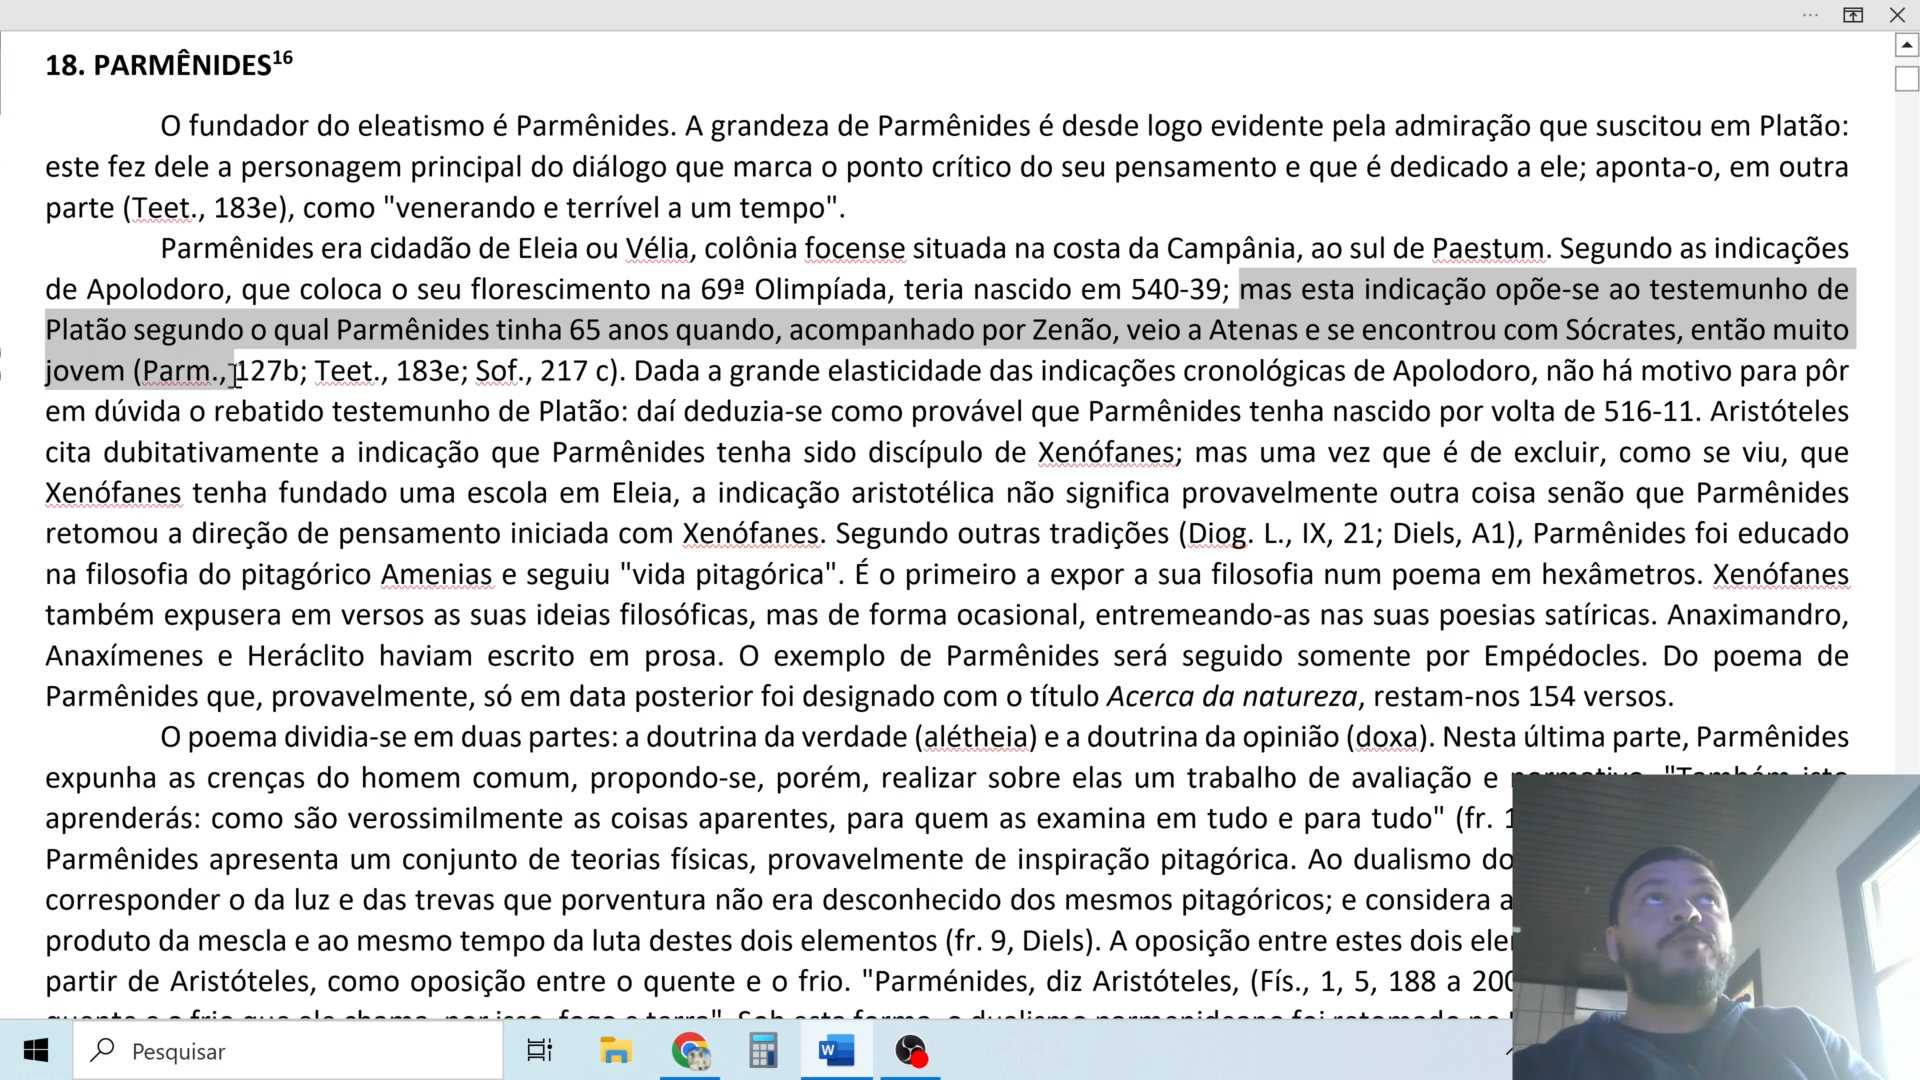 18. PARMÊNIDES16
O fundador do eleatismo é Parmênides. A grandeza de Parmênides é desde logo evidente pela admiração que suscitou em Platão:
este fez dele a personagem principal do diálogo que marca o ponto crítico do seu pensamento e que é dedicado a ele; aponta-o, em outra
parte (Teet., 183e), como "venerando e terrível a um tempo".
Parmênides era cidadão de Eleia ou Vélia, colônia focense situada na costa da Campânia, ao sul de Paestum. Segundo as indicações
de Apolodoro, que coloca o seu florescimento na 69ª Olimpíada, teria nascido em 540-39; mas esta indicação opõe-se ao testemunho de
Platão segundo o qual Parmênides tinha 65 anos quando, acompanhado por Zenão, veio a Atenas e se encontrou com Sócrates, então muito
jovem (Parm., 127b; Teet., 183e; Sof., 217 c). Dada a grande elasticidade das indicações cronológicas de Apolodoro, não há motivo para pôr
em dúvida o rebatido testemunho de Platão: daí deduzia-se como provável que Parmênides tenha nascido por volta de 516-11. Aristóteles
cita dubitativamente a indicação que Parmênides tenha sido discípulo de Xenófanes; mas uma vez que é de excluir, como se viu, que
Xenófanes tenha fundado uma escola em Eleia, a indicação aristotélica não significa provavelmente outra coisa senão que Parmênides
retomou a direção de pensamento iniciada com Xenófanes. Segundo outras tradições (Diog. L., IX, 21; Diels, A1), Parmênides foi educado
na filosofia do pitagórico Amenias e seguiu "vida pitagórica". É o primeiro a expor a sua filosofia num poema em hexâmetros. Xenófanes
também expusera em versos as suas ideias filosóficas, mas de forma ocasional, entremeando-as nas suas poesias satíricas. Anaximandro,
Anaxímenes e Heráclito haviam escrito em prosa. O exemplo de Parmênides será seguido somente por Empédocles. Do poema de
Parmênides que, provavelmente, só em data posterior foi designado com o título Acerca da natureza, restam-nos 154 versos.
O poema dividia-se em duas partes: a doutrina da verdade (alétheia) e a doutrina da opinião (doxa). Nesta última parte, Parmênides
expunha as crenças do homem comum, propondo-se, porém, realizar sobre elas um trabalho de avaliação e normativo. "Também isto
aprenderás: como são verossimilmente as coisas aparentes, para quem as examina em tudo e para tudo" (fr. 1
Parmênides apresenta um conjunto de teorias físicas, provavelmente de inspiração pitagórica. Ao dualismo do
corresponder o da luz e das trevas que porventura não era desconhecido dos mesmos pitagóricos; e considera a
produto da mescla e ao mesmo tempo da luta destes dois elementos (fr. 9, Diels). A oposição entre estes dois
partir de Aristóteles, como oposição entre o quente e o frio. "Parménides, diz Aristóteles, (Fís., 1, 5, 188 a 20
quente e o frio que ele chama, por isso, fogo e terra". Sob esta forma, o dualismo parmenideano foi retomado
Pesquisar